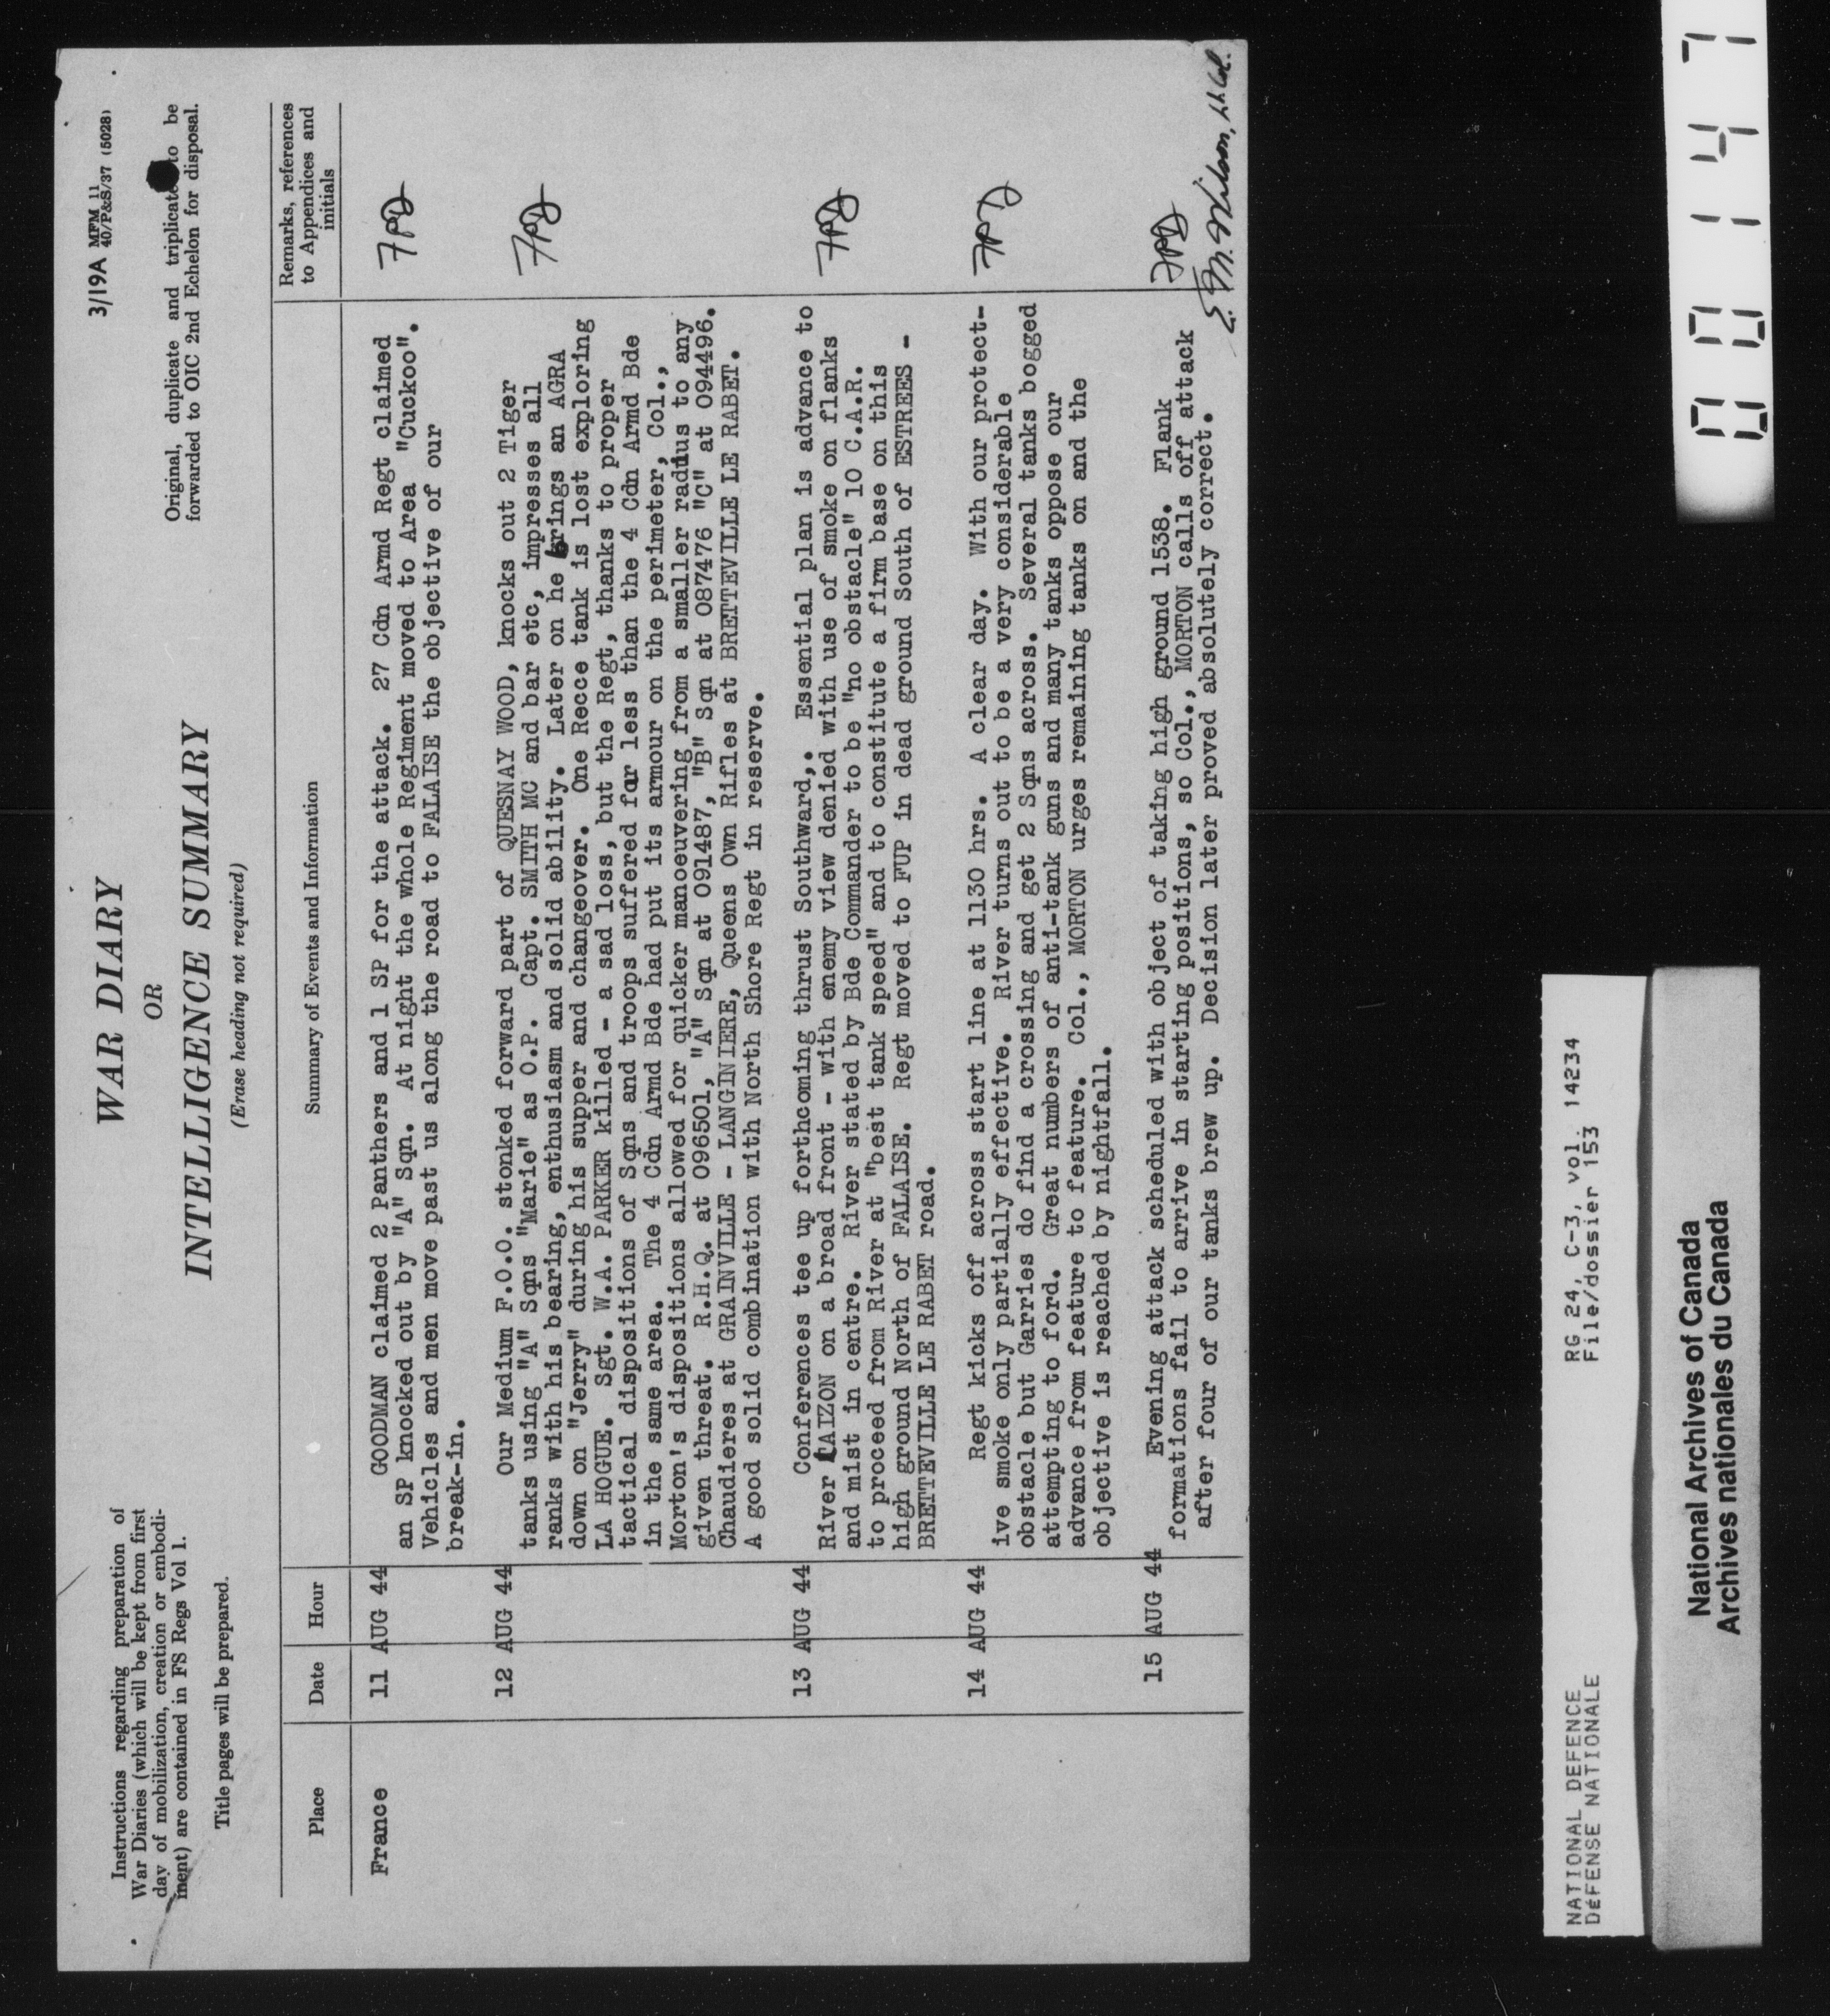 Instructions regarding preparation of
War Diaries (which will be kept from first
day of mobilization, creation or embodi-
ment) are contained in FS Regs Vol 1.
Title pages will be prepared.
WAR DIARY
OR
INTELLIGENCE SUMMARY
(Erase heading not required)
3/19A MFM 11
40/P&S/37 (5028)
Original, duplicate and triplicate to be
forwarded to OIC 2nd Echelon for disposal.
Place Date Hour Summary of Events and Information Remarks, references
to Appendices and
initials
France 11 AUG 44 GOODMAN claimed 2 Panthers and 1 SP for the attack. 27 Cdn Armd Regt claimed
an SP knocked out by "A" Sqn. At night the whole Regiment moved to Area "Cuckoo".
Vehicles and men move past us along the road to FALAISE the objective of our
break-in.
12 AUG 44 Our Medium F.O.O. stonked forward part of QUESNAY WOOD, knocks out 2 Tiger
tanks using "A" Sqns "Marie" as O.P. Capt. SMITH MC and bar etc, impresses all
ranks with his bearing, enthusiasm and solid ability. Later on he brings an AGRA
down on "Jerry" during his supper and changeover. One Recce tank is lost exploring
LA HOGUE. Sgt. W.A. PARKER killed - a sad loss, but the Regt, thanks to proper
tactical dispositions of Sqns and troops suffered far less than the 4 Cdn Armd Bde
in the same area. The 4 Cdn Armd Bde had put its armour on the perimeter, Col.,
Morton's dispositions allowed for quicker manoeuvering from a smaller radius to any
given threat. R.H.Q. at 096501, "A" Sqn at 091487, "B" Sqn at 087476 "C" at 094496.
Chaudieres at GRAINVILLE - LANGINIERE, Queens Own Rifles at BRETTEVILLE LE RABET.
A good solid combination with North Shore Regt in reserve.
13 AUG 44 Conferences tee up forthcoming thrust Southward,. Essential plan is advance to
River LAIZON on a broad front - with enemy view denied with use of smoke on flanks
and mist in centre. River stated by Bde Commander to be "no obstacle" 10 C.A.R.
to proceed from River at "best tank speed" and to constitute a firm base on this
high ground North of FALAISE. Regt moved to FUP in dead ground South of ESTREES -
BRETTEVILLE LE RABET road.
14 AUG 44 Regt kicks off across start line at 1130 hrs. A clear day. With our protect-
ive smoke only partially effective. River turns out to be a very considerable
obstacle but Garries do find a crossing and get 2 Sqns across. Several tanks bogged
attempting to ford. Great numbers of anti-tank guns and many tanks oppose our
advance from feature to feature. Col., MORTON urges remaining tanks on and the
objective is reached by nightfall.
15 AUG 44 Evening attack scheduled with object of taking high ground 1538. Flank
formations fail to arrive in starting positions, so Col., MORTON calls off attack
after four of our tanks brew up. Decision later proved absolutely correct.
NATIONAL DEFENCE
DéFENSE NATIONALE
RG 24, C-3, vol. 14234
File/dossier 153
National Archives of Canada
Archives nationales du Canada
00147